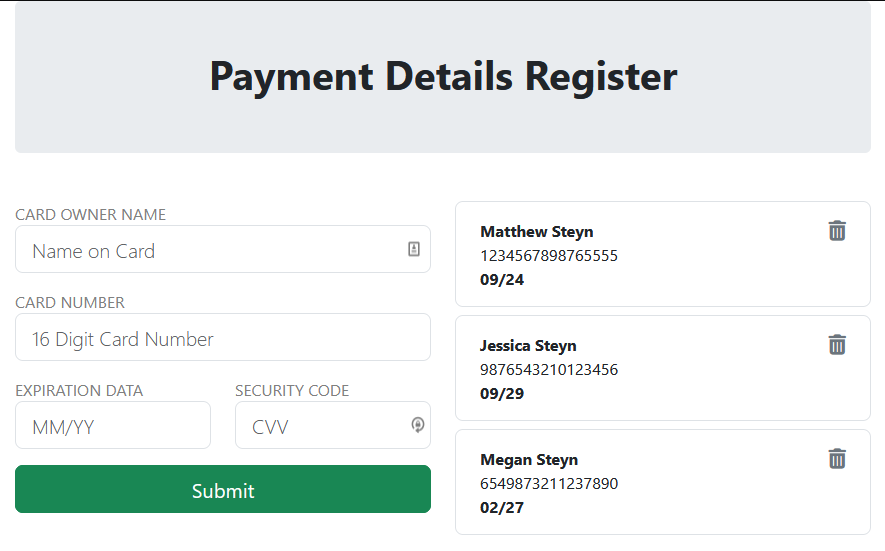 Payment Details Register
CARD OWNER NAME
Name on Card
CARD NUMBER
16 Digit Card Number
EXPIRATION DATA
SECURITY CODE
MM/YY
CVV
Submit
Matthew Steyn
1234567898765555
09/24
Jessica Steyn
9876543210123456
09/29
Megan Steyn
6549873211237890
02/27